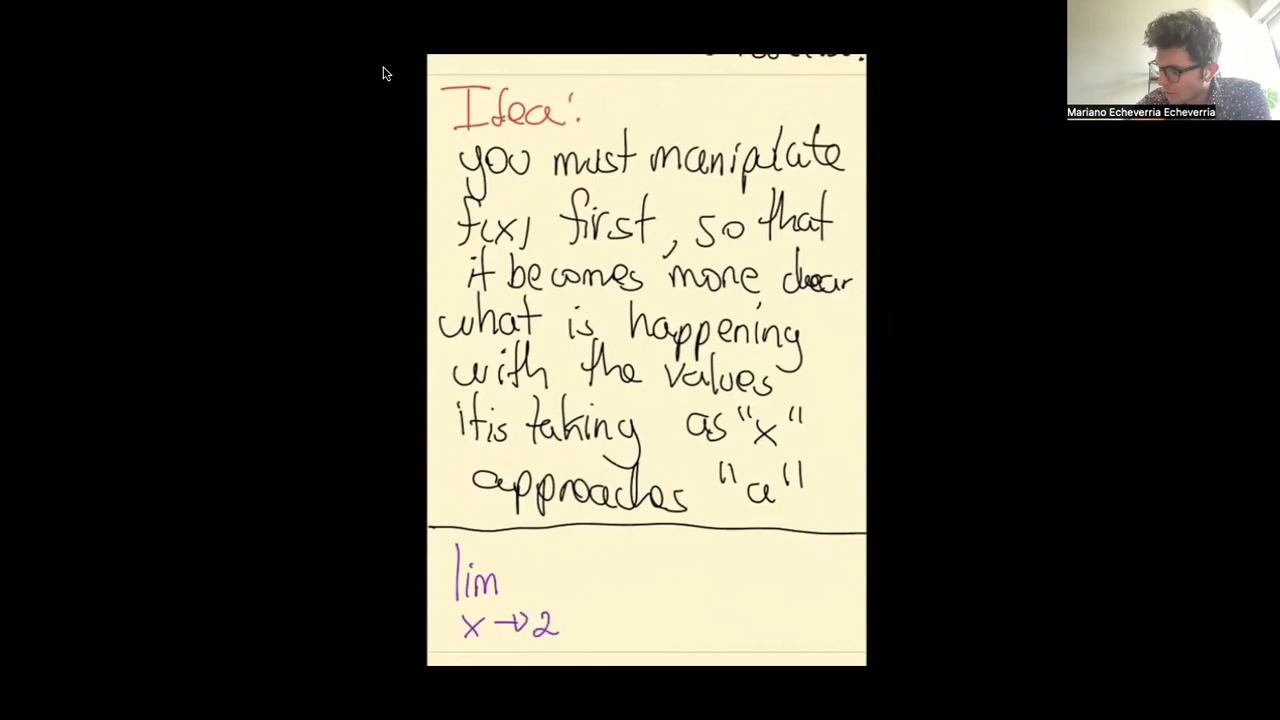 Idea:
you must manipulate
f(x) first, so that
it becomes more clear
what is happening
with the values
it is taking as "x"
approaches "a"
lim
x → 2
Mariano Echeverria Echeverria